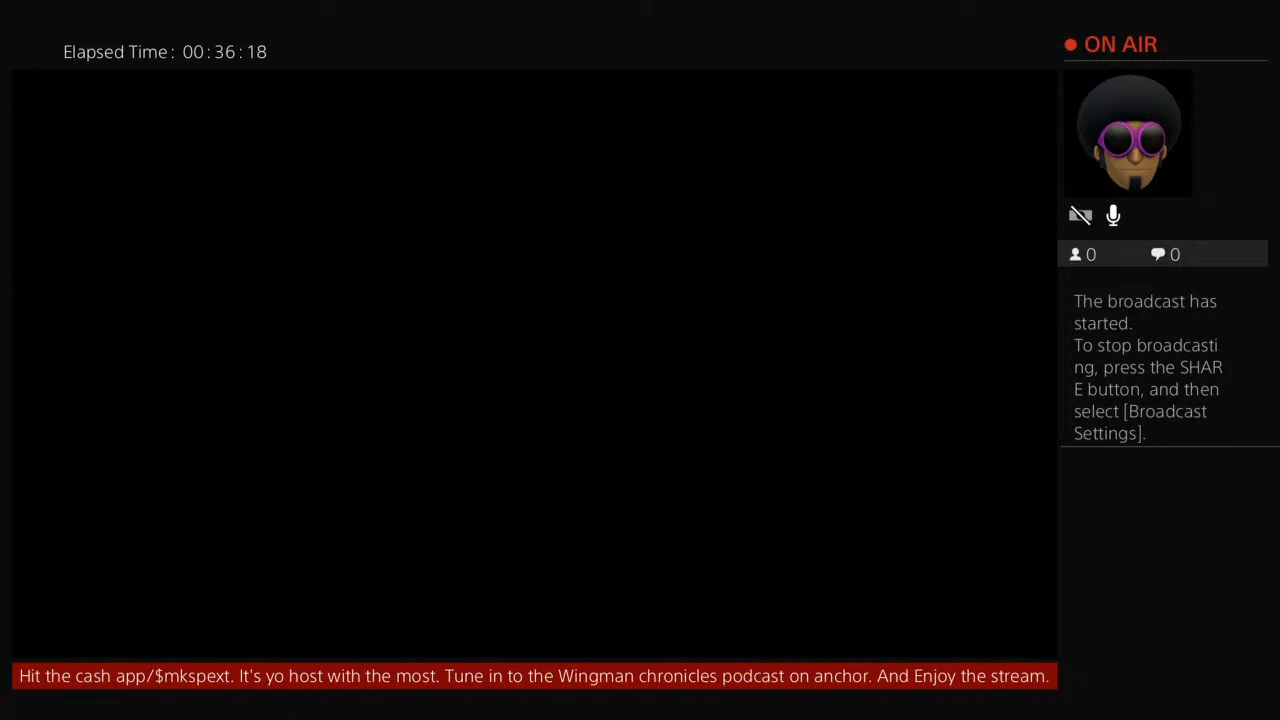 Elapsed Time: 00:36:18
ON AIR
0 0
The broadcast has
started.
To stop broadcasti
ng, press the SHAR
E button, and then
select [Broadcast
Settings].
Hit the cash app/$mkspext. It's yo host with the most. Tune in to the Wingman chronicles podcast on anchor. And Enjoy the stream.